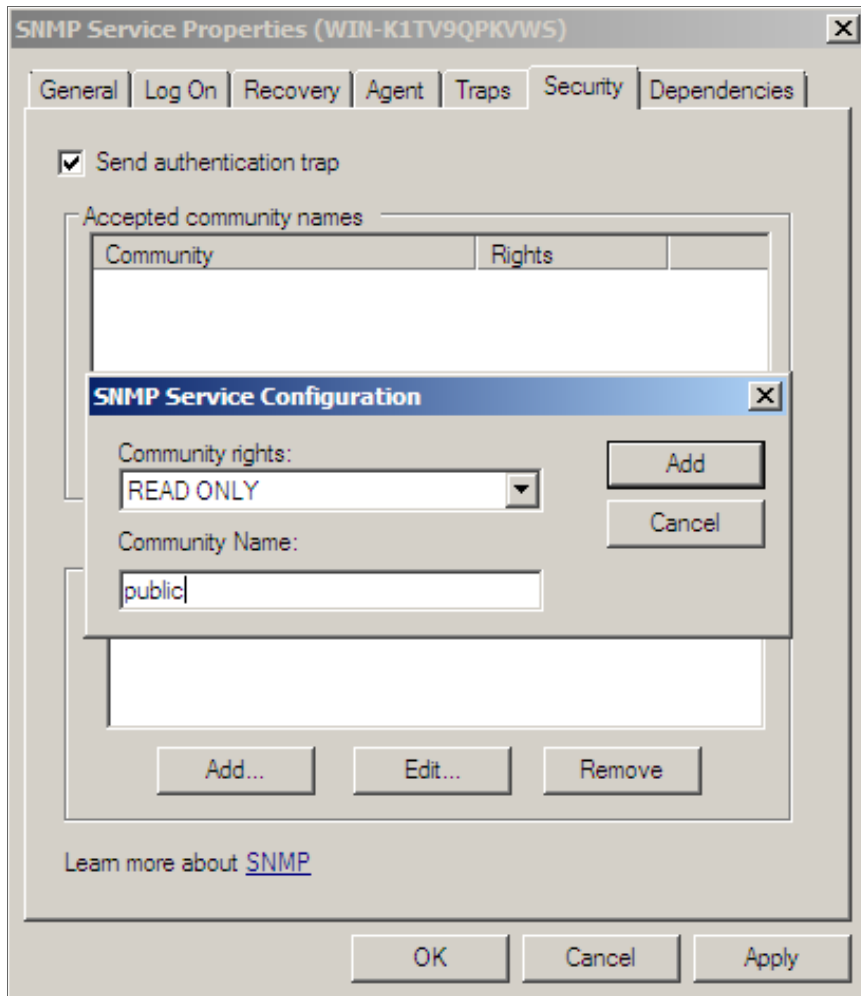 SNMP Service Properties (WIN-K1TV9QPKVWS)
General Log On Recovery Agent Traps Security Dependencies
Send authentication trap
Accepted community names
Community Rights
SNMP Service Configuration
Community rights:
READ ONLY
Add
Cancel
Community Name:
public
Add... Edit... Remove
Learn more about SNMP
OK Cancel Apply